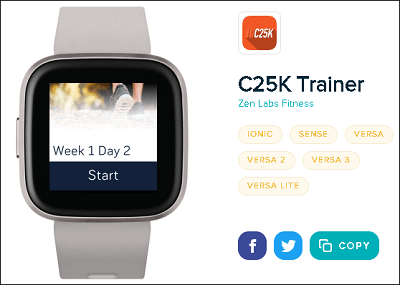 C25K
C25K Trainer
Zen Labs Fitness
IONIC SENSE VERSA
VERSA 2 VERSA 3
VERSA LITE
Week 1 Day 2
Start
f COPY